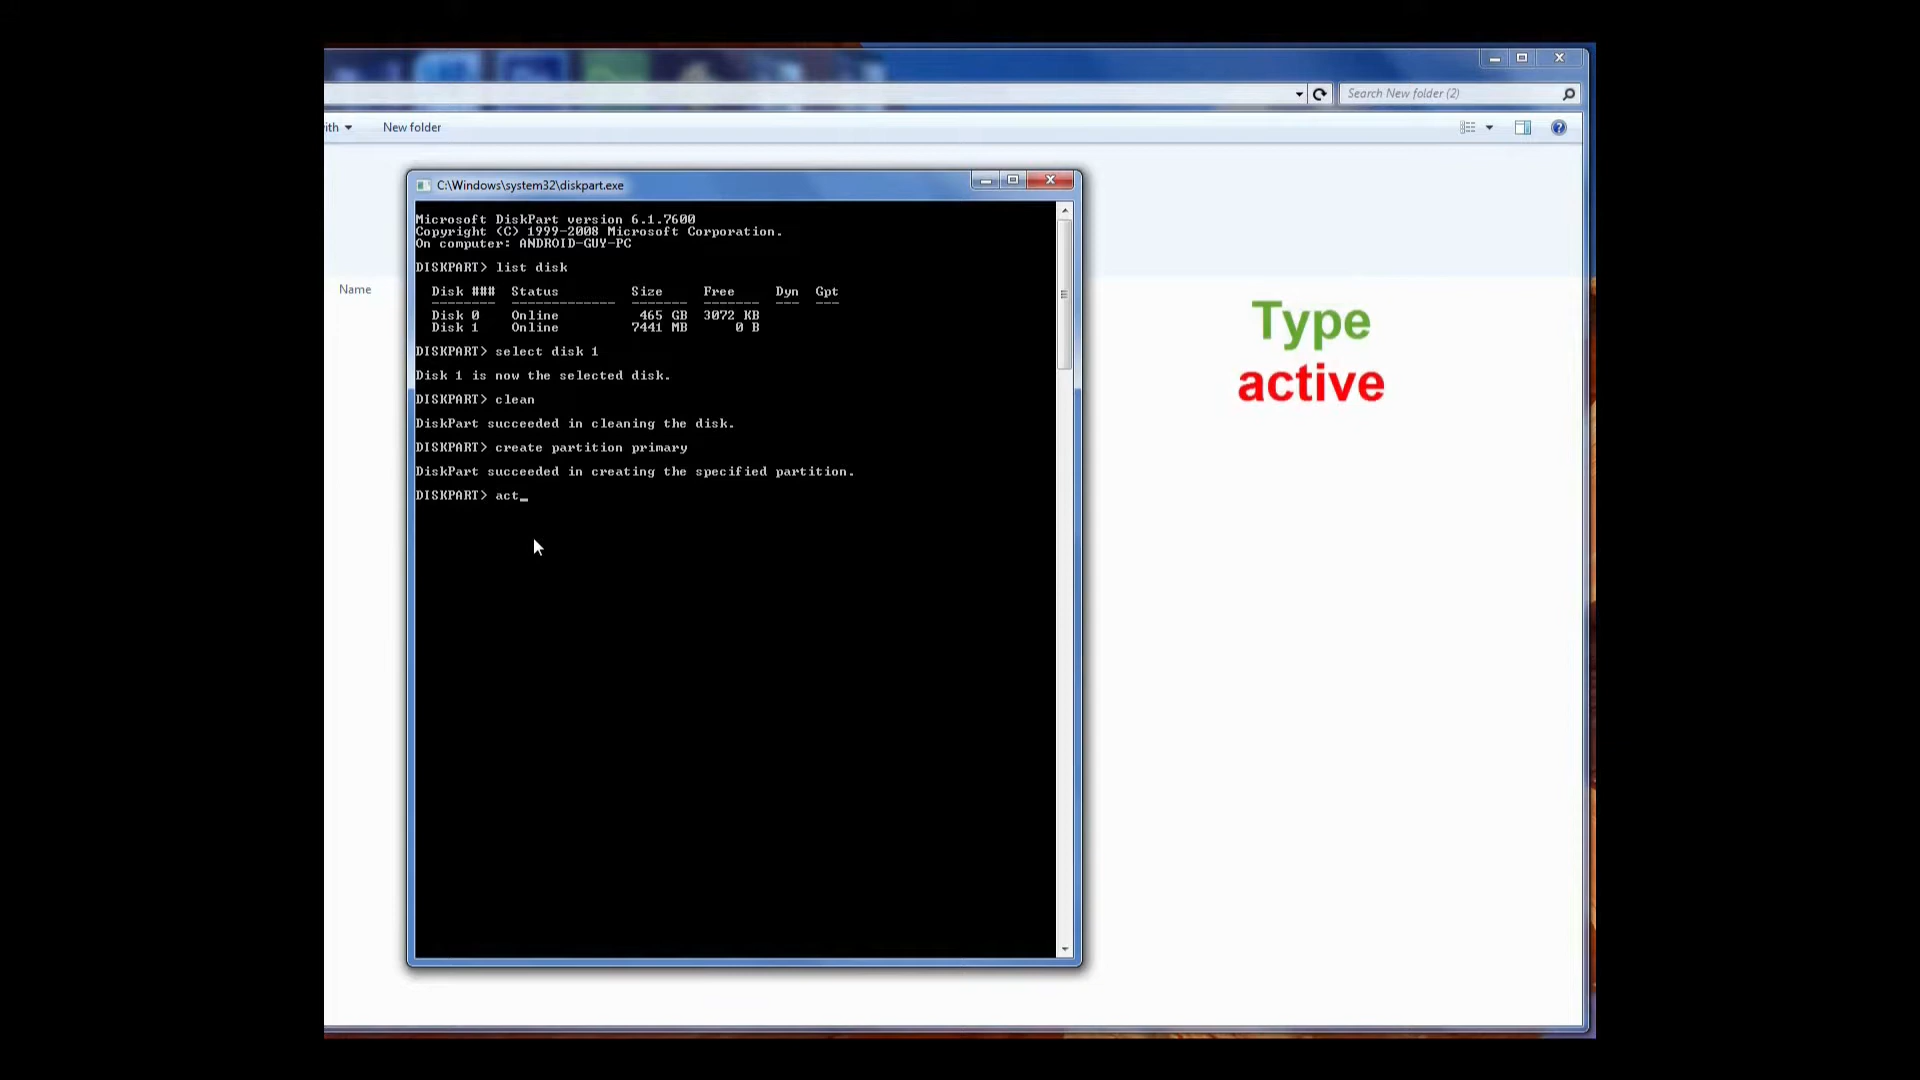 Search New folder (2)
ith
New folder
C:\Windows\system32\diskpart.exe
Microsoft DiskPart version 6.1.7600
Copyright (C) 1999-2008 Microsoft Corporation.
On computer: ANDROID-GUY-PC
DISKPART> list disk
Disk ### Status Size Free Dyn Gpt
-------- ------------- ------- ------- --- ---
Disk 0 Online 465 GB 3072 KB
Disk 1 Online 7441 MB 0 B
DISKPART> select disk 1
Disk 1 is now the selected disk.
DISKPART> clean
DiskPart succeeded in cleaning the disk.
DISKPART> create partition primary
DiskPart succeeded in creating the specified partition.
DISKPART> act_
Name
Type
active